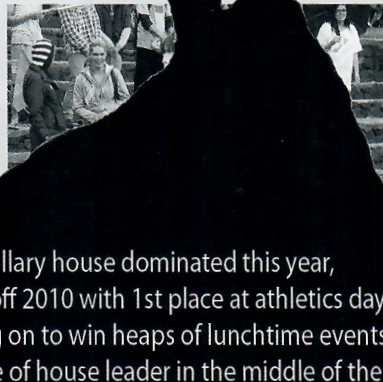 llary house dominated this year,
off 2010 with 1st place at athletics day
on to win heaps of lunchtime events
e of house leader in the middle of the